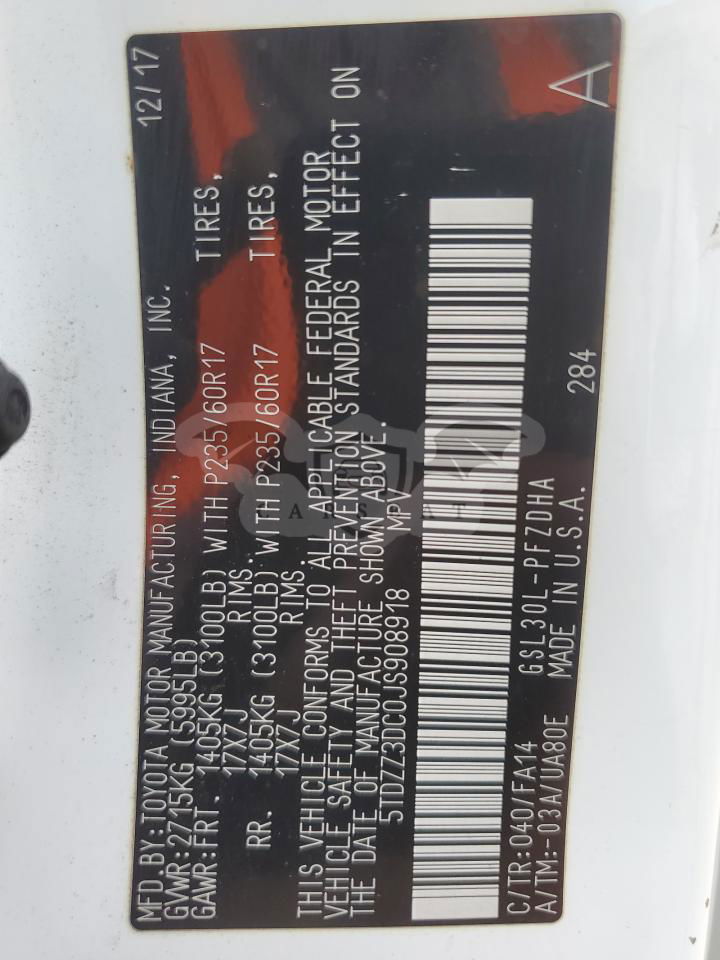 MFD.BY:TOYOTA MOTOR MANUFACTURING, INDIANA, INC. 12/17
GVWR:2715KG (5995LB)
GAWR:FRT. 1405KG (3100LB) WITH P235/60R17 TIRES,
17X7J RIMS.
RR. 1405KG (3100LB) WITH P235/60R17 TIRES,
17X7J RIMS.
THIS VEHICLE CONFORMS TO ALL APPLICABLE FEDERAL MOTOR
VEHICLE SAFETY AND THEFT PREVENTION STANDARDS IN EFFECT ON
THE DATE OF MANUFACTURE SHOWN ABOVE.
5TDZZ3DC0JS908918 MPV
C/TR:040/FA14 GSL30L-PFZDHA 284 A
A/TM:-03A/UA80E MADE IN U.S.A.